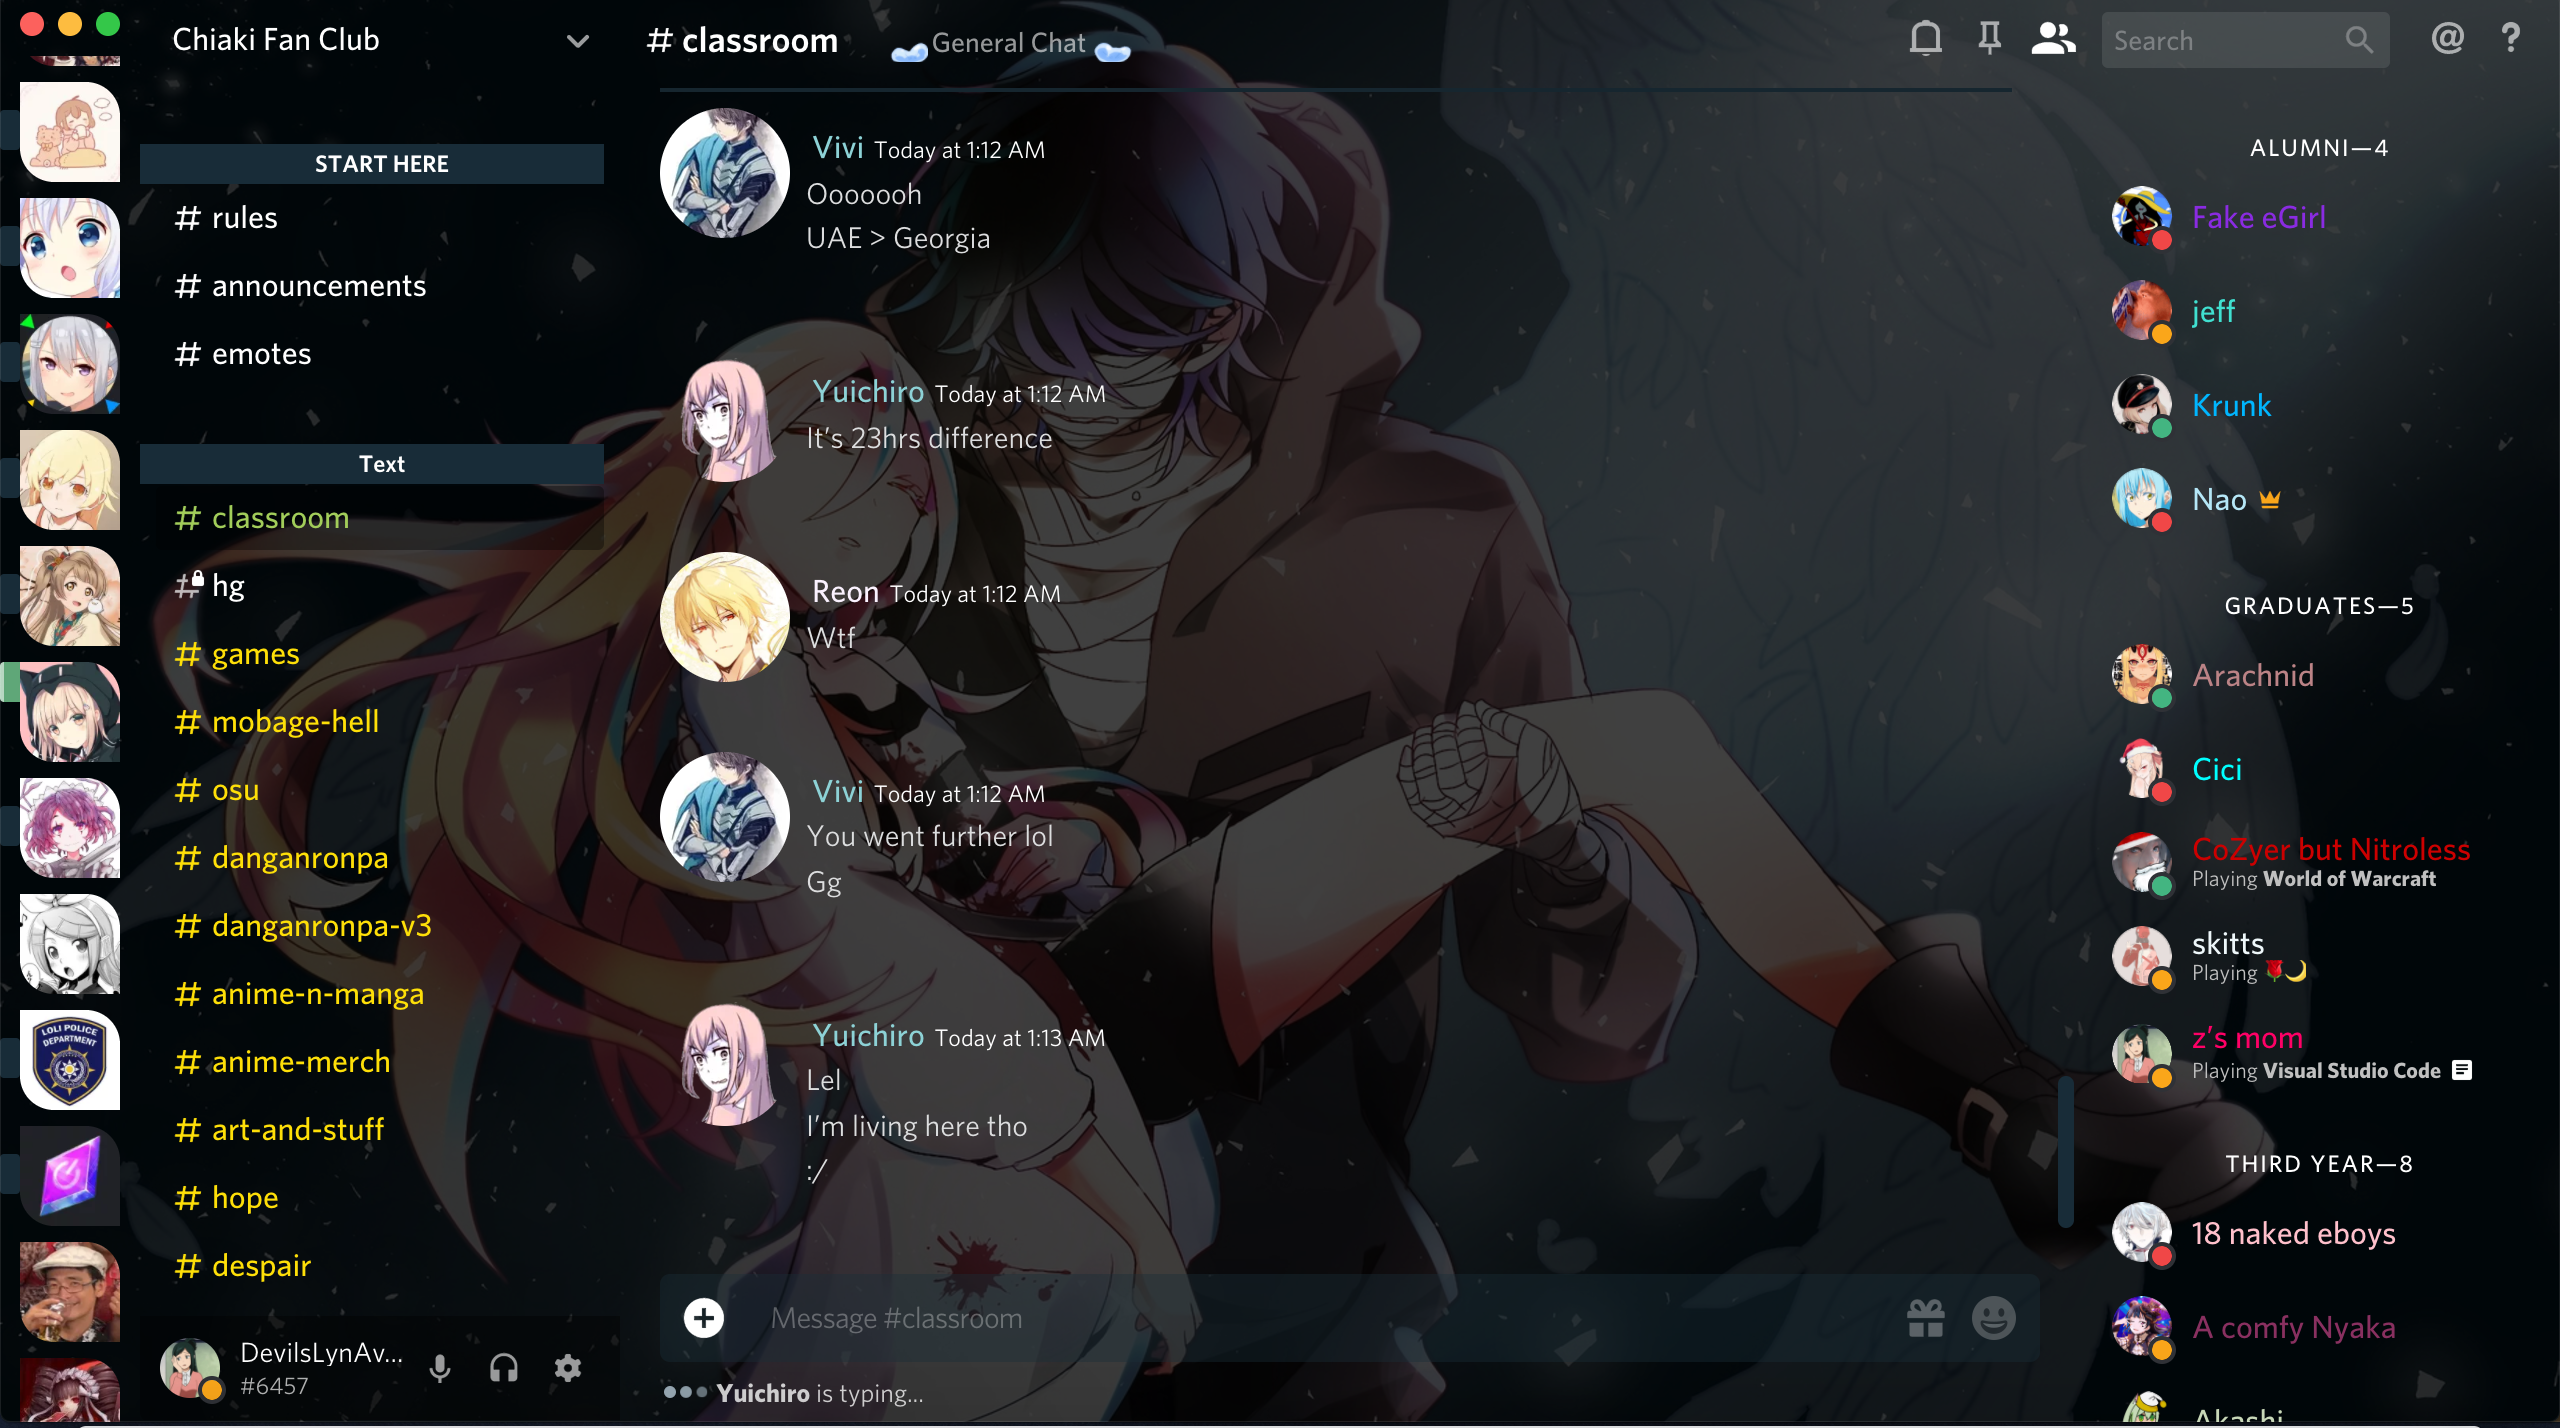 Chiaki Fan Club
START HERE
rules
announcements
emotes
Text
classroom
hg
games
mobage-hell
osu
danganronpa
danganronpa-v3
anime-n-manga
anime-merch
art-and-stuff
hope
despair
LOLI POLICE
DEPARTMENT
DevilsLynAv...
#6457
# classroom
General Chat
Search
@ ?
Vivi Today at 1:12 AM
Ooooooh
UAE > Georgia
Yuichiro Today at 1:12 AM
It's 23hrs difference
Reon Today at 1:12 AM
Wtf
Vivi Today at 1:12 AM
You went further lol
Gg
Yuichiro Today at 1:13 AM
Lel
I'm living here tho
:/
Message #classroom
Yuichiro is typing...
ALUMNI—4
Fake eGirl
jeff
Krunk
Nao
GRADUATES—5
Arachnid
Cici
CoZyer but Nitroless
Playing World of Warcraft
skitts
Playing 🌹🌙
z's mom
Playing Visual Studio Code
THIRD YEAR—8
18 naked eboys
A comfy Nyaka
Akashi